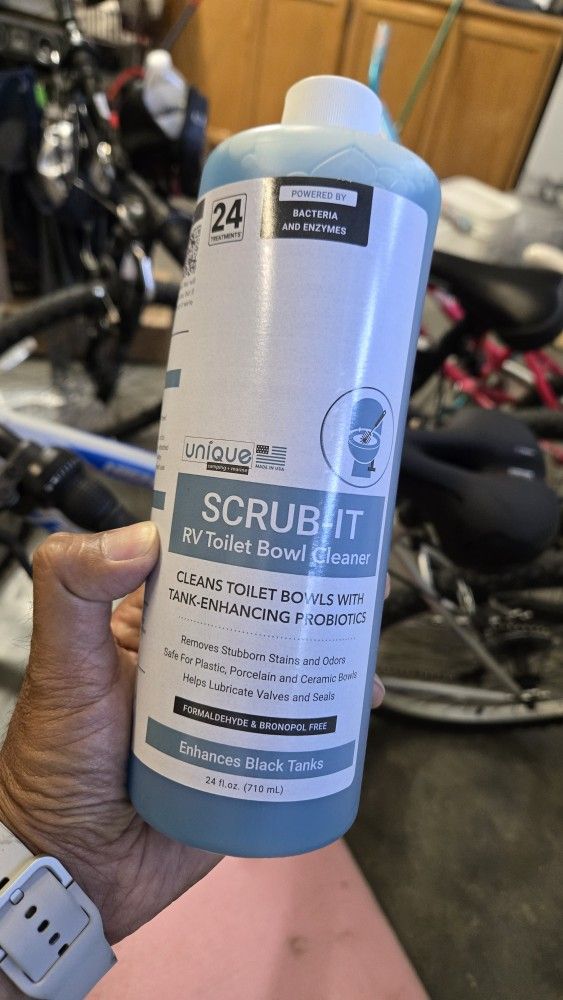 24
TREATMENTS
POWERED BY
BACTERIA
AND ENZYMES
unique
camping + marine
MADE IN USA
SCRUB-IT
RV Toilet Bowl Cleaner
CLEANS TOILET BOWLS WITH
TANK-ENHANCING PROBIOTICS
Removes Stubborn Stains and Odors
Safe For Plastic, Porcelain and Ceramic Bowls
Helps Lubricate Valves and Seals
FORMALDEHYDE & BRONOPOL FREE
Enhances Black Tanks
24 fl.oz. (710 mL)